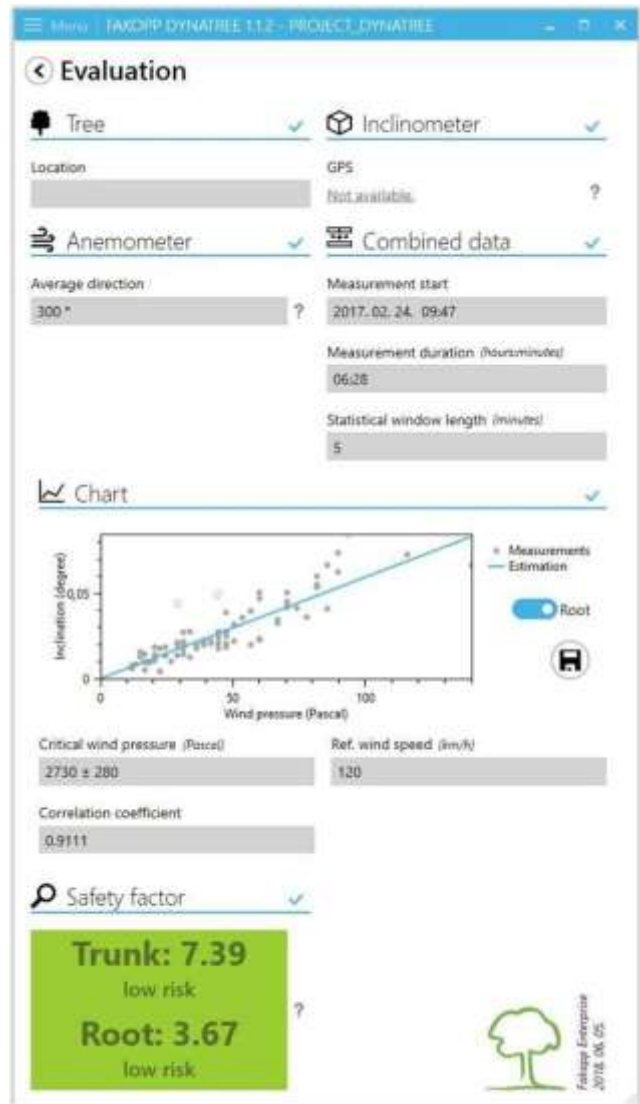 Menu FAKOPP DYNATREE 1.1.2 - PROJECT_DYNATREE
Evaluation
Tree
Inclinometer
Location
GPS
Not available.
?
Anemometer
Combined data
Average direction
Measurement start
300 °
?
2017. 02. 24. 09:47
Measurement duration (hours:minutes)
06:28
Statistical window length (minutes)
5
Chart
Inclination (degree)
0,05
0
0
50
100
Wind pressure (Pascal)
Measurements
Estimation
Root
Critical wind pressure (Pascal)
Ref. wind speed (km/h)
2730 ± 280
120
Correlation coefficient
0.9111
Safety factor
Trunk: 7.39
low risk
?
Root: 3.67
low risk
Fakopp Enterprise
2018. 06. 05.